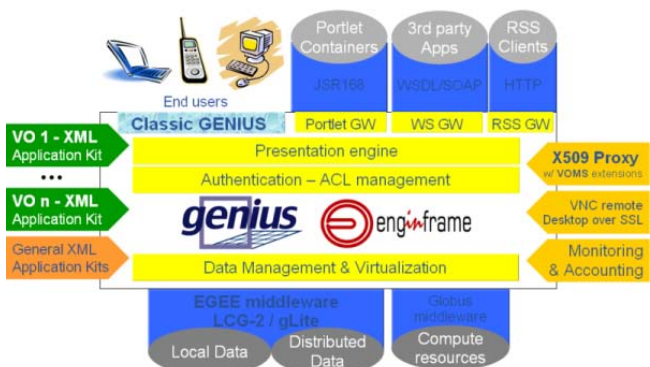 Portlet
Containers
3rd party
Apps
RSS
Clients
JSR168
WSDL/SOAP
HTTP
End users
Classic GENIUS
Portlet GW
WS GW
RSS GW
VO 1 - XML
Application Kit
...
VO n - XML
Application Kit
General XML
Application Kits
Presentation engine
Authentication – ACL management
genius
enginframe
Data Management & Virtualization
X509 Proxy
w/ VOMS extensions
VNC remote
Desktop over SSL
Monitoring
& Accounting
EGEE middleware
LCG-2 / gLite
Globus
middleware
Local Data
Distributed
Data
Compute
resources